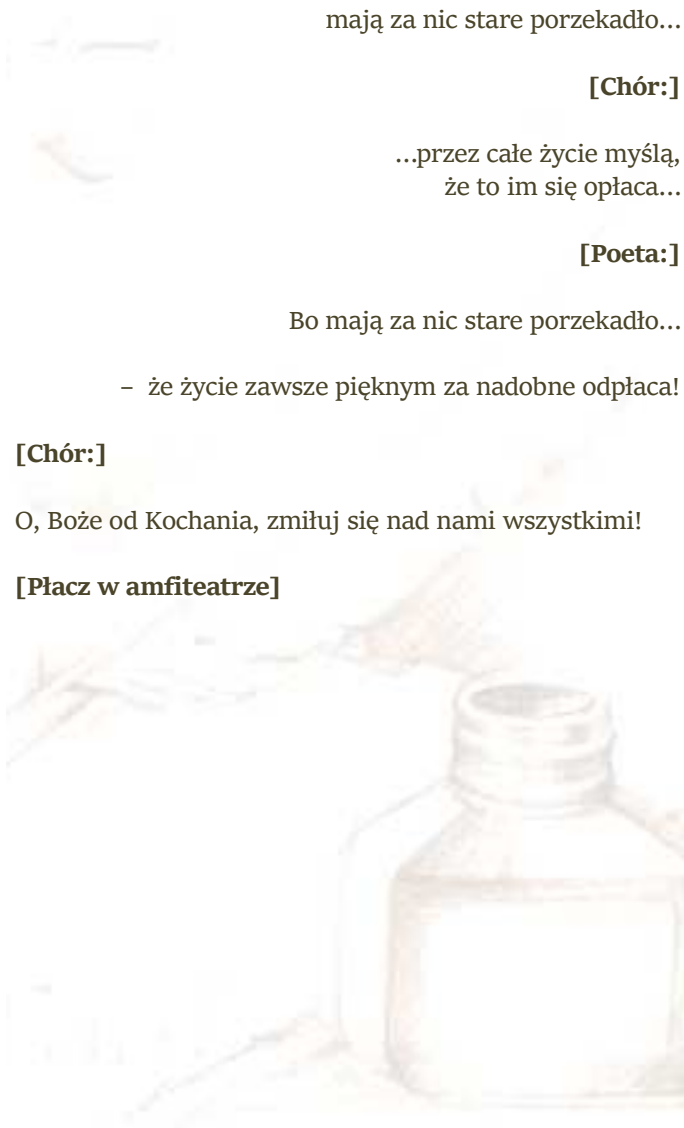 mają za nic stare porzekadło…
[Chór:]
…przez całe życie myślą,
że to im się opłaca…
[Poeta:]
Bo mają za nic stare porzekadło…
– że życie zawsze pięknym za nadobne odpłaca!
[Chór:]
O, Boże od Kochania, zmiłuj się nad nami wszystkimi!
[Płacz w amfiteatrze]